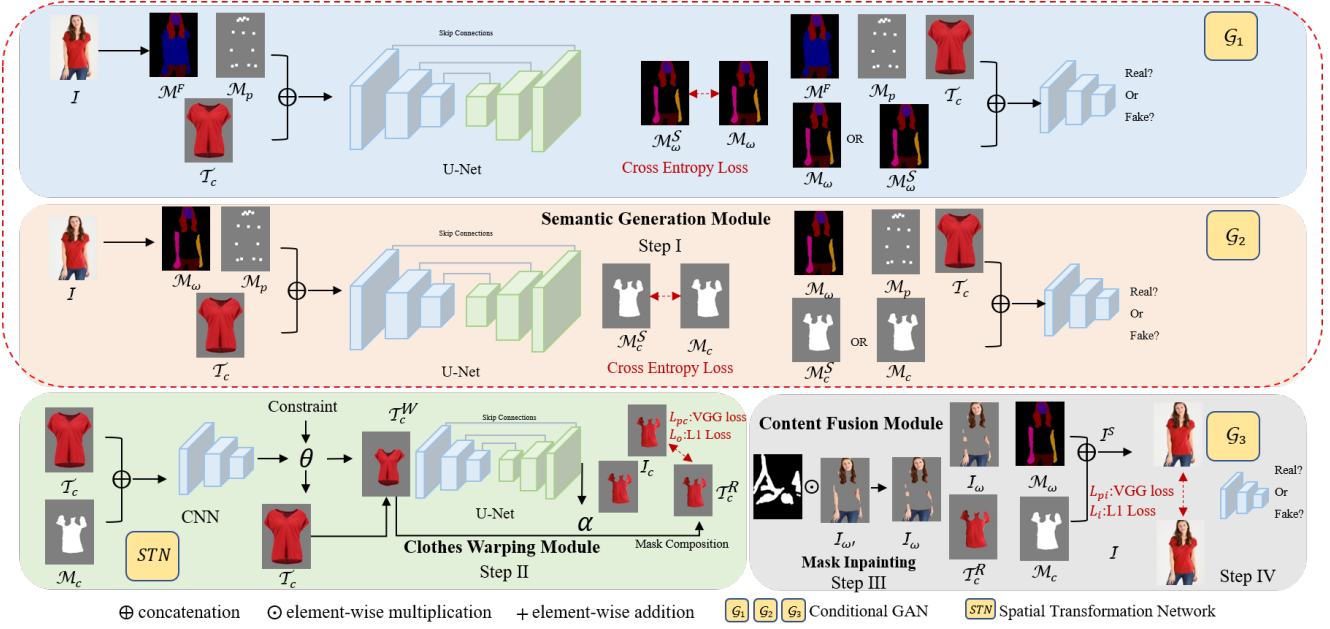 Skip Connections
𝒢₁
I
ℳ^F
ℳ_p
𝒯_c
U-Net
ℳ_ω^S
ℳ_ω
Cross Entropy Loss
ℳ^F
ℳ_p
𝒯_c
ℳ_ω
OR
ℳ_ω^S
Real?
Or
Fake?
Semantic Generation Module
Step I
Skip Connections
𝒢₂
I
ℳ_ω
ℳ_p
𝒯_c
U-Net
ℳ_c^S
ℳ_c
Cross Entropy Loss
ℳ_ω
ℳ_p
𝒯_c
ℳ_c^S
OR
ℳ_c
Real?
Or
Fake?
𝒯_c
ℳ_c
CNN
STN
Constraint
θ
𝒯_c
𝒯_c^W
Skip Connections
U-Net
α
L_pc:VGG loss
L_o:L1 Loss
I_c
𝒯_c^R
Mask Composition
Clothes Warping Module
Step II
Content Fusion Module
I_ω′
I_ω
Mask Inpainting
Step III
I_ω
ℳ_ω
𝒯_c^R
ℳ_c
I^S
𝒢₃
L_pi:VGG loss
L_i:L1 Loss
I
Real?
Or
Fake?
Step IV
⊕ concatenation ⊙ element-wise multiplication + element-wise addition 𝒢₁ 𝒢₂ 𝒢₃ Conditional GAN STN Spatial Transformation Network